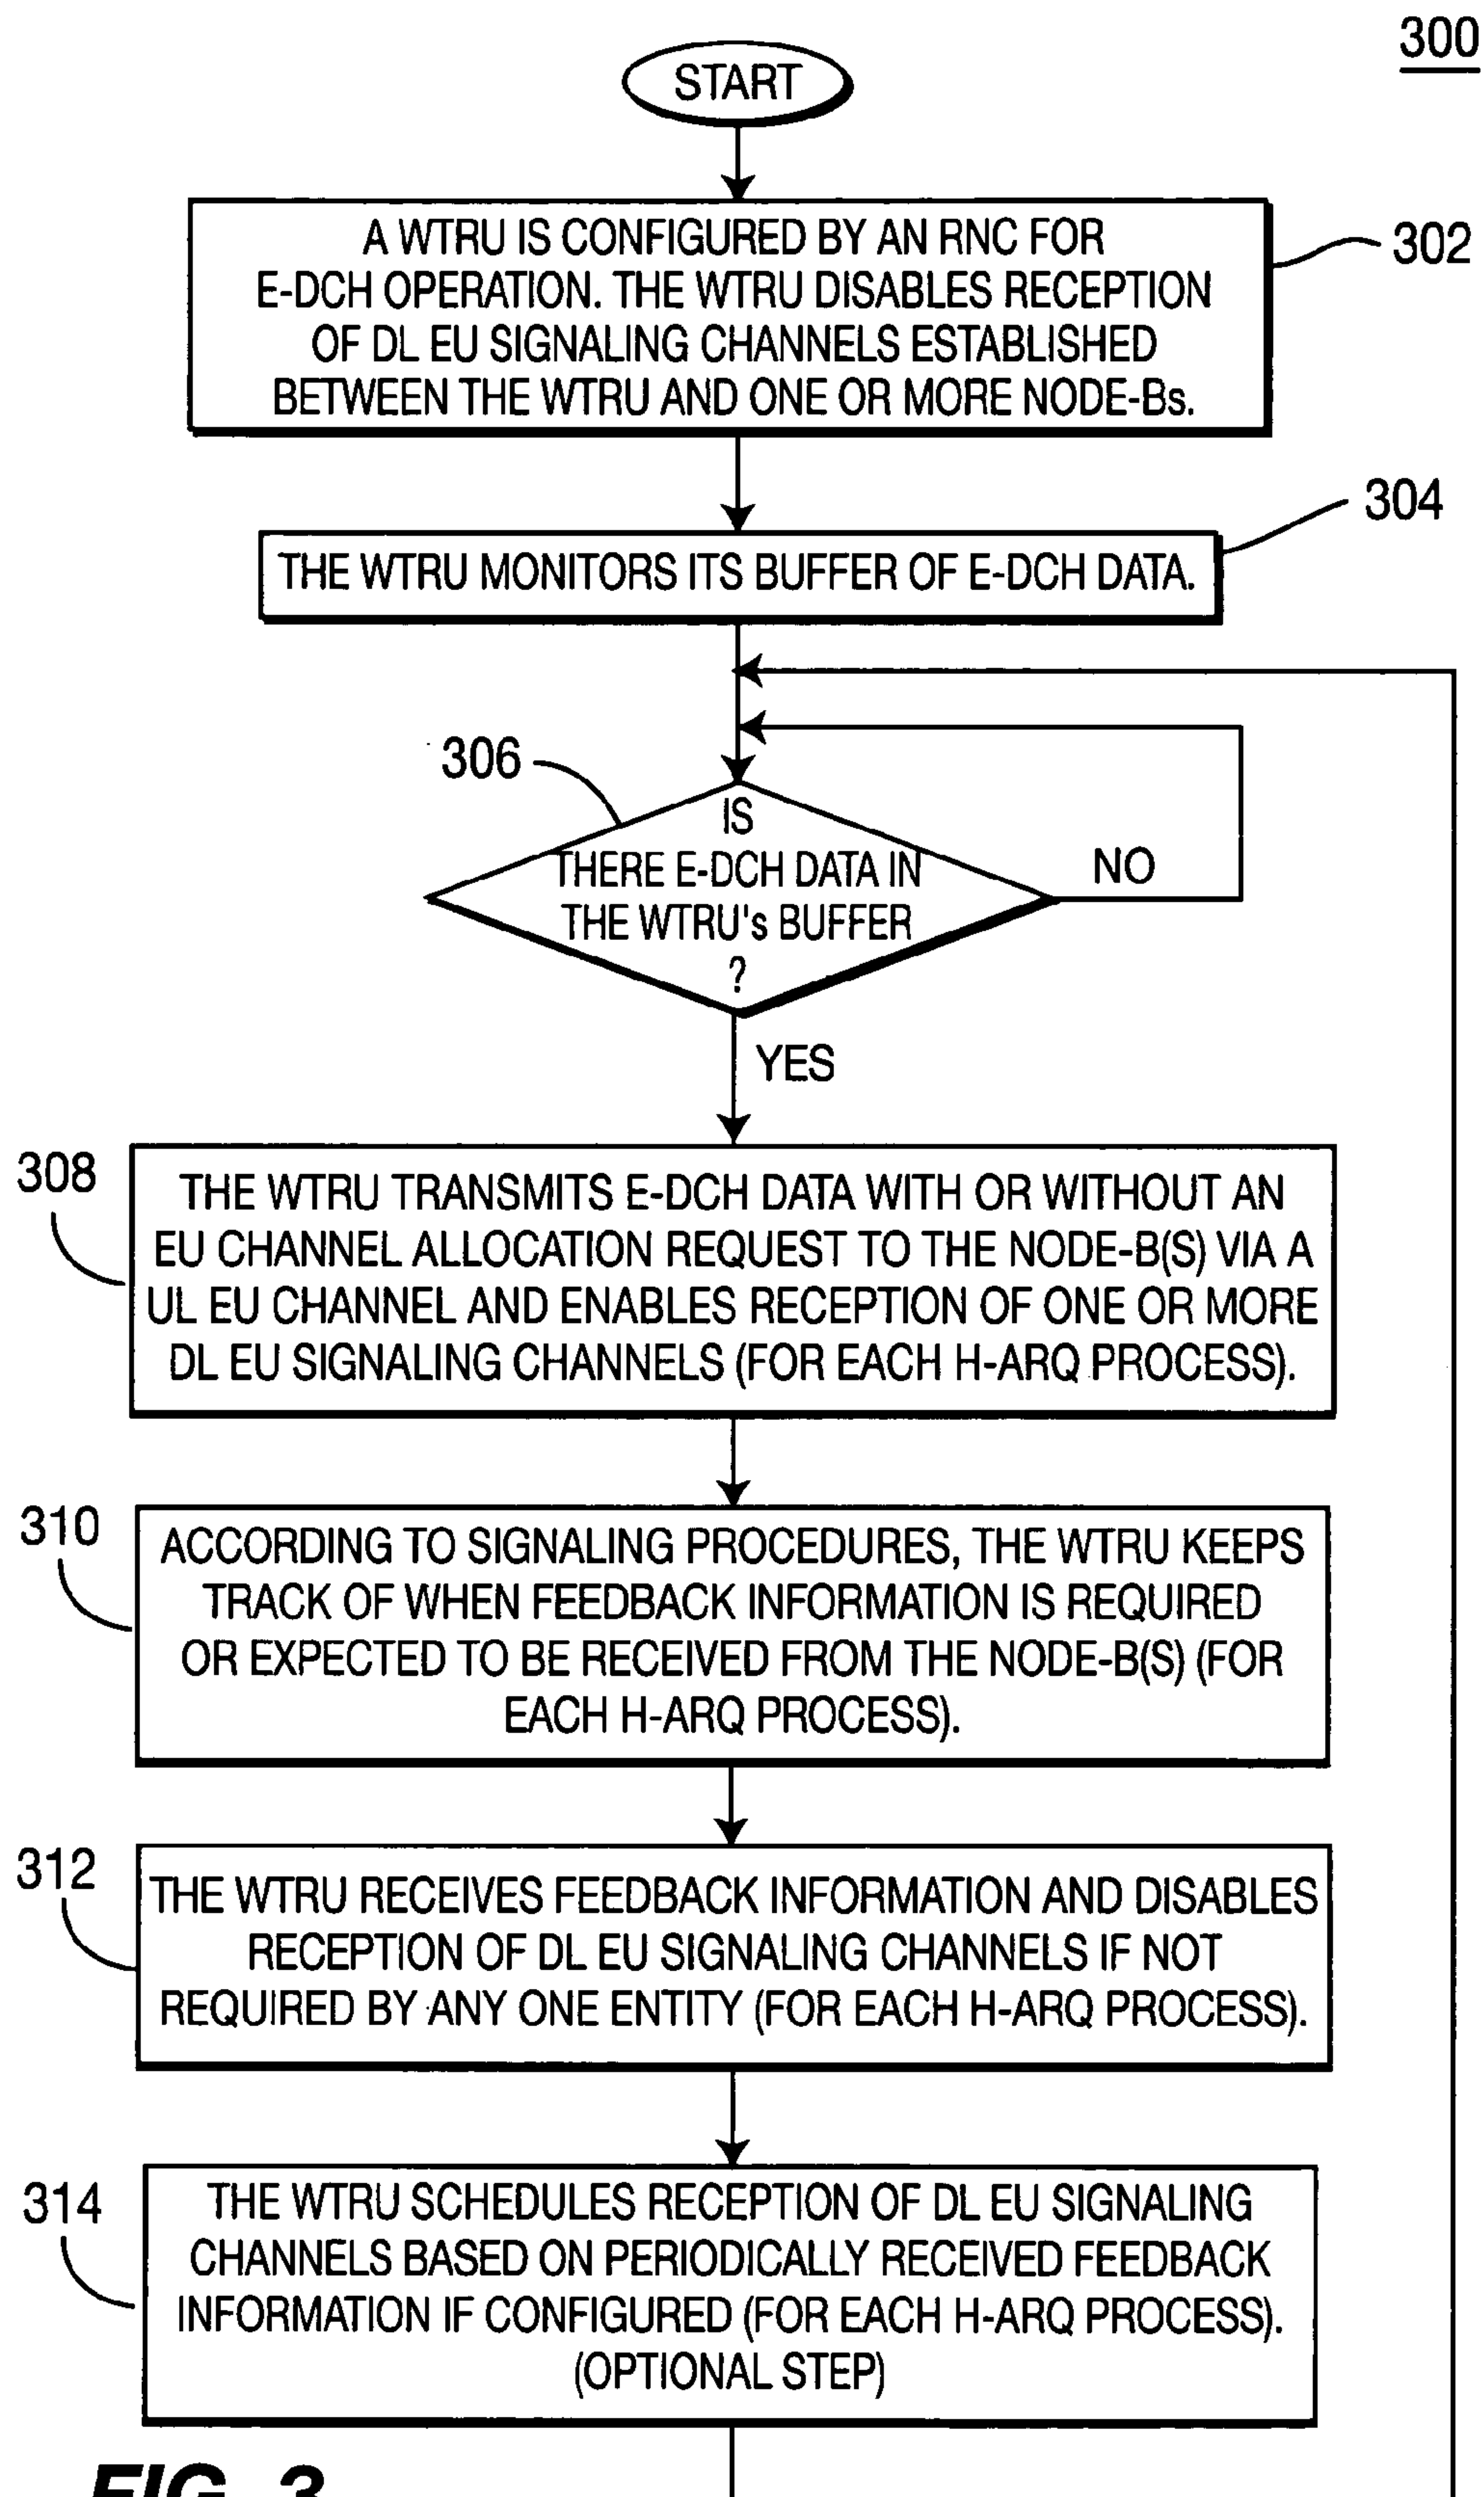 300
START
A WTRU IS CONFIGURED BY AN RNC FOR
E-DCH OPERATION. THE WTRU DISABLES RECEPTION
OF DL EU SIGNALING CHANNELS ESTABLISHED
BETWEEN THE WTRU AND ONE OR MORE NODE-Bs.
302
304
THE WTRU MONITORS ITS BUFFER OF E-DCH DATA.
306
IS
THERE E-DCH DATA IN
THE WTRU's BUFFER
?
NO
YES
308
THE WTRU TRANSMITS E-DCH DATA WITH OR WITHOUT AN
EU CHANNEL ALLOCATION REQUEST TO THE NODE-B(S) VIA A
UL EU CHANNEL AND ENABLES RECEPTION OF ONE OR MORE
DL EU SIGNALING CHANNELS (FOR EACH H-ARQ PROCESS).
310
ACCORDING TO SIGNALING PROCEDURES, THE WTRU KEEPS
TRACK OF WHEN FEEDBACK INFORMATION IS REQUIRED
OR EXPECTED TO BE RECEIVED FROM THE NODE-B(S) (FOR
EACH H-ARQ PROCESS).
312
THE WTRU RECEIVES FEEDBACK INFORMATION AND DISABLES
RECEPTION OF DL EU SIGNALING CHANNELS IF NOT
REQUIRED BY ANY ONE ENTITY (FOR EACH H-ARQ PROCESS).
314
THE WTRU SCHEDULES RECEPTION OF DL EU SIGNALING
CHANNELS BASED ON PERIODICALLY RECEIVED FEEDBACK
INFORMATION IF CONFIGURED (FOR EACH H-ARQ PROCESS).
(OPTIONAL STEP)
FIG. 3